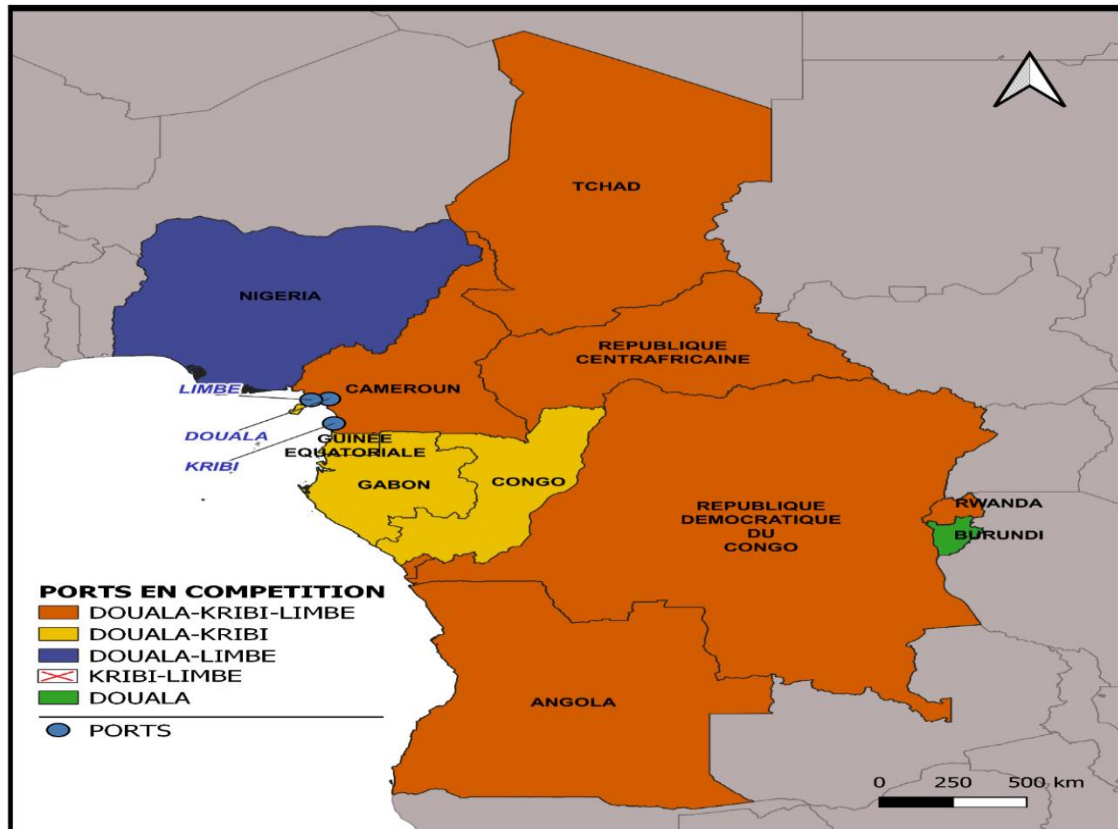 TCHAD
NIGERIA
REPUBLIQUE
CENTRAFRICAINE
LIMBE
CAMEROUN
DOUALA
GUINÉE
EQUATORIALE
KRIBI
GABON
CONGO
REPUBLIQUE
DEMOCRATIQUE
DU
CONGO
RWANDA
BURUNDI
ANGOLA
PORTS EN COMPETITION
DOUALA-KRIBI-LIMBE
DOUALA-KRIBI
DOUALA-LIMBE
KRIBI-LIMBE
DOUALA
PORTS
0 250 500 km